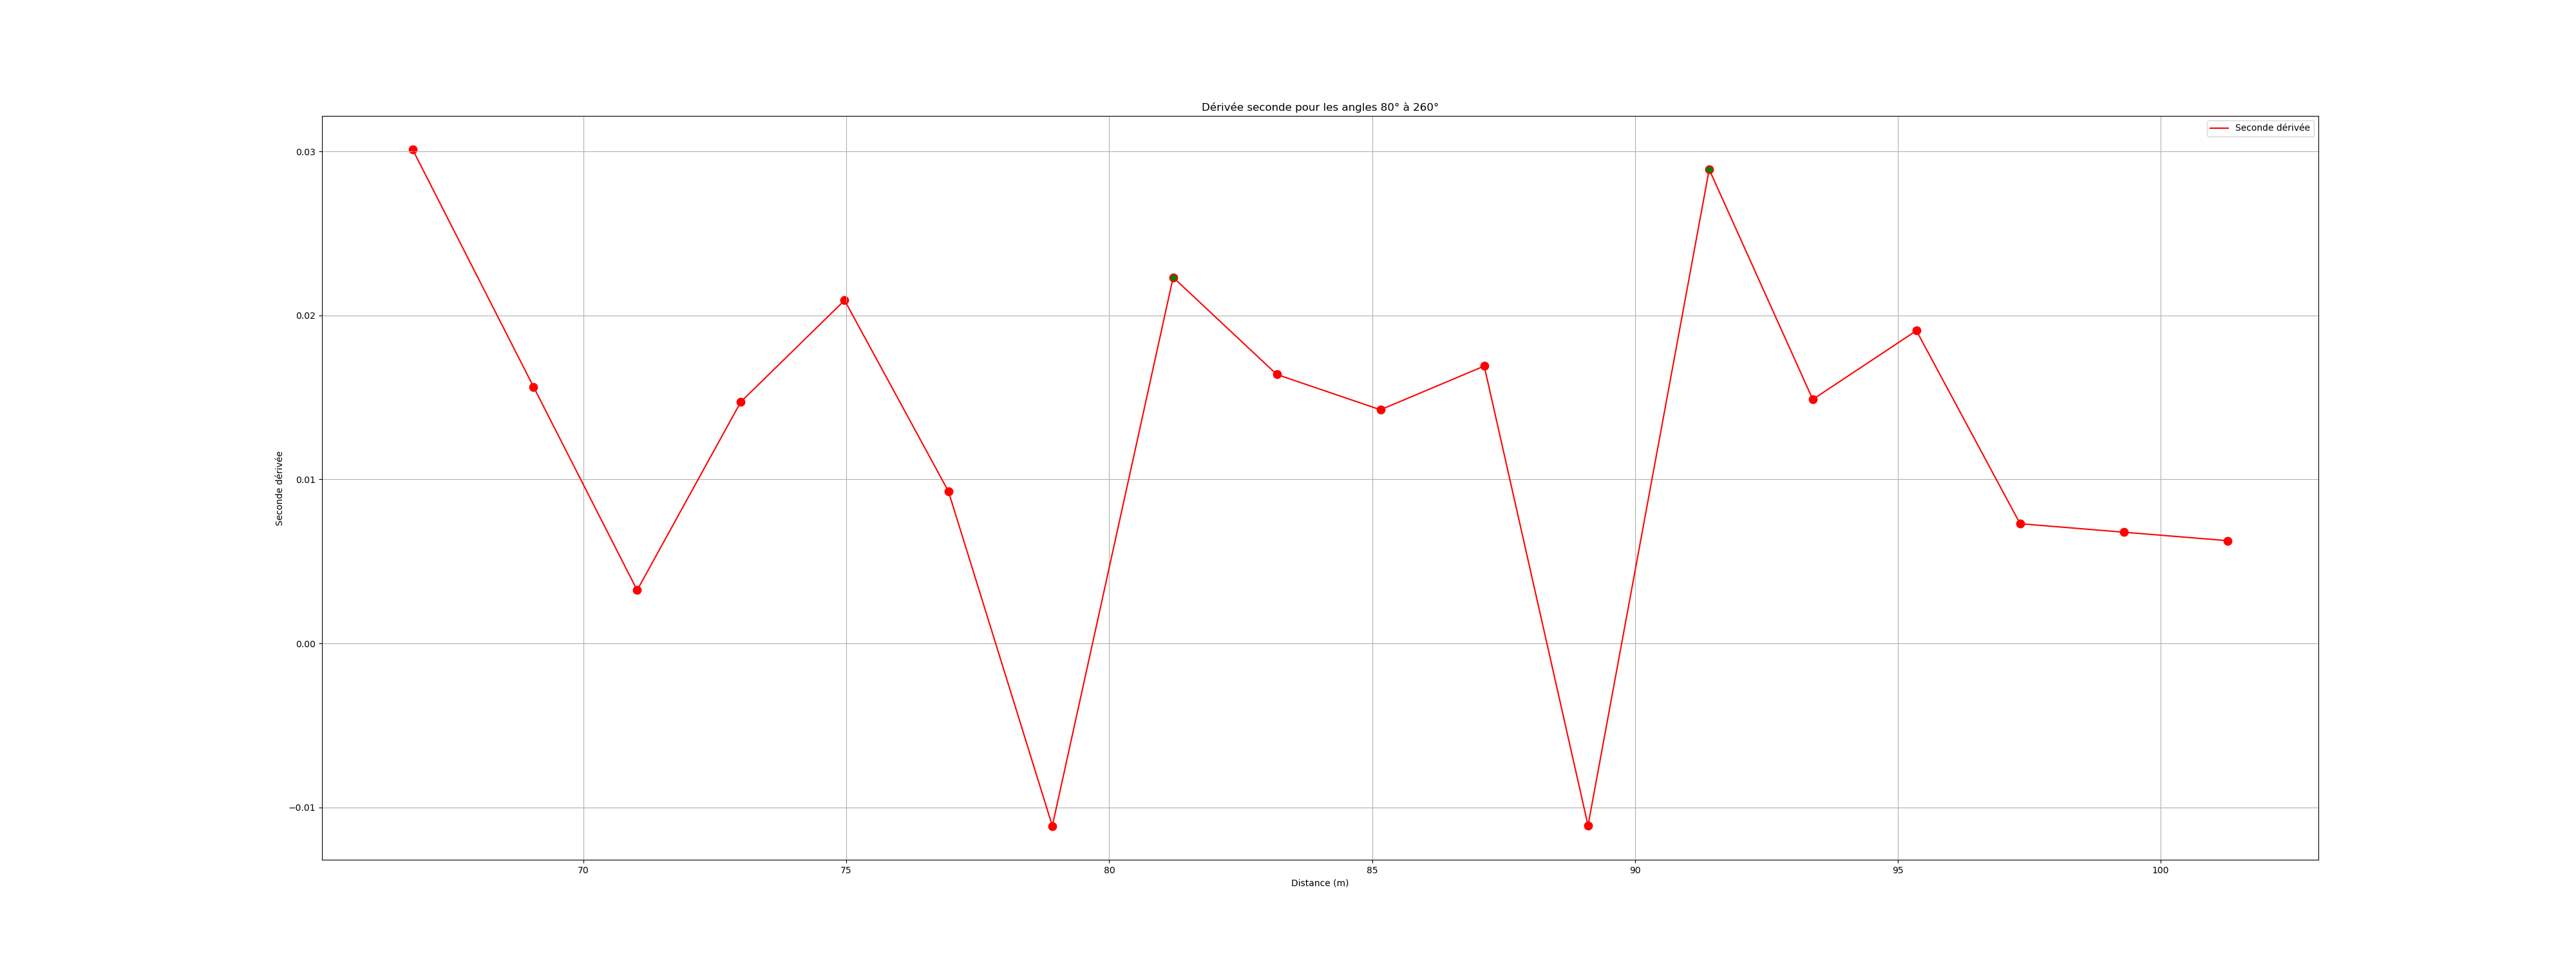 Dérivée seconde pour les angles 80° à 260°
Seconde dérivée
0.03
0.02
0.01
0.00
−0.01
Seconde dérivée
70 75 80 85 90 95 100
Distance (m)